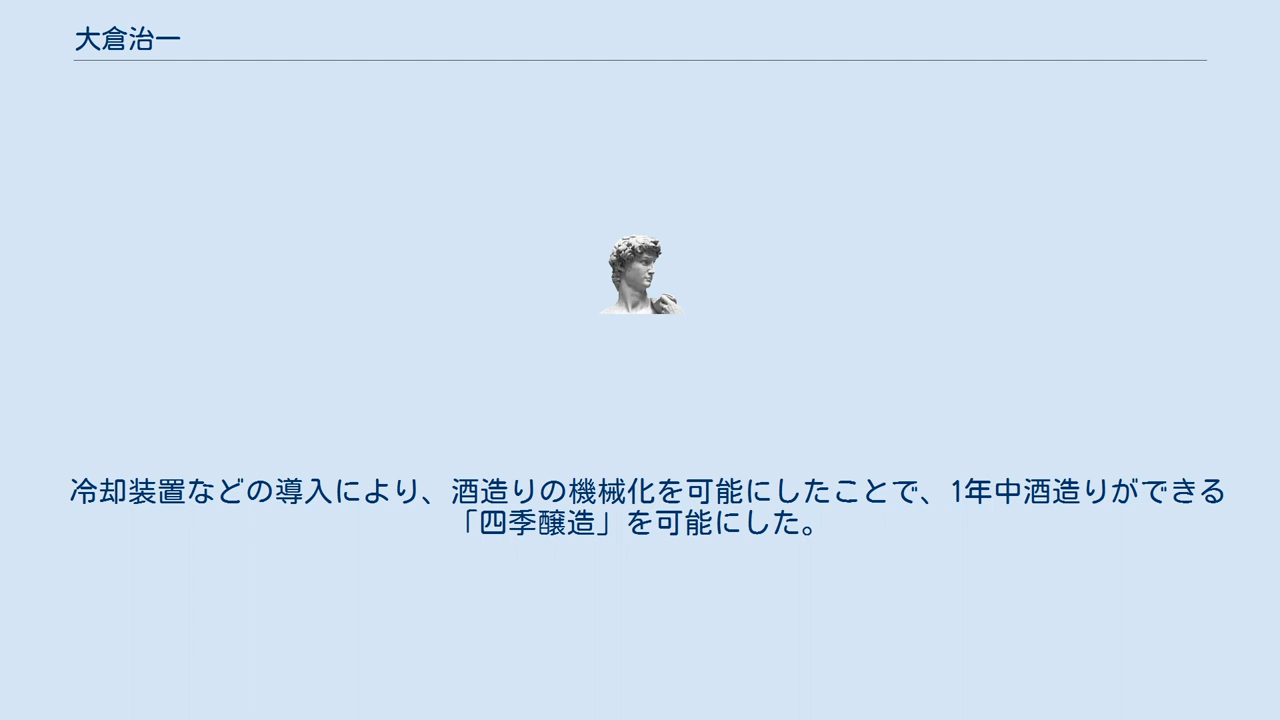 大倉治一
冷却装置などの導入により、酒造りの機械化を可能にしたことで、1年中酒造りができる
「四季醸造」を可能にした。